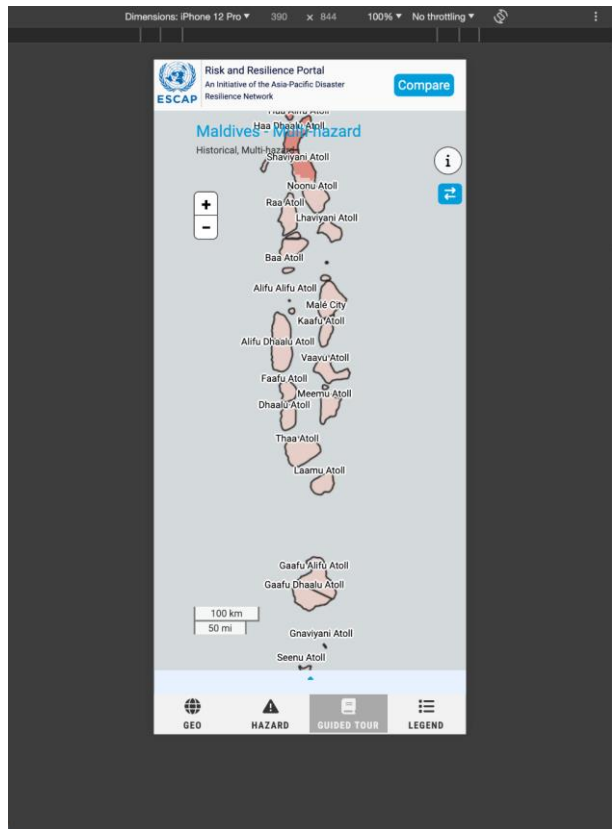 Dimensions: iPhone 12 Pro ▼ 390 × 844 100% ▼ No throttling ▼
ESCAP
Risk and Resilience Portal
An Initiative of the Asia-Pacific Disaster
Resilience Network
Compare
Haa Alifu Atoll
Haa Dhaalu Atoll
Maldives - Multi-hazard
Historical, Multi-hazard
Shaviyani Atoll
i
Noonu Atoll
+
Raa Atoll
−
Lhaviyani Atoll
Baa Atoll
Alifu Alifu Atoll
Malé City
Kaafu Atoll
Alifu Dhaalu Atoll
Vaavu Atoll
Faafu Atoll
Meemu Atoll
Dhaalu Atoll
Thaa Atoll
Laamu Atoll
Gaafu Alifu Atoll
Gaafu Dhaalu Atoll
100 km
50 mi
Gnaviyani Atoll
Seenu Atoll
GEO HAZARD GUIDED TOUR LEGEND